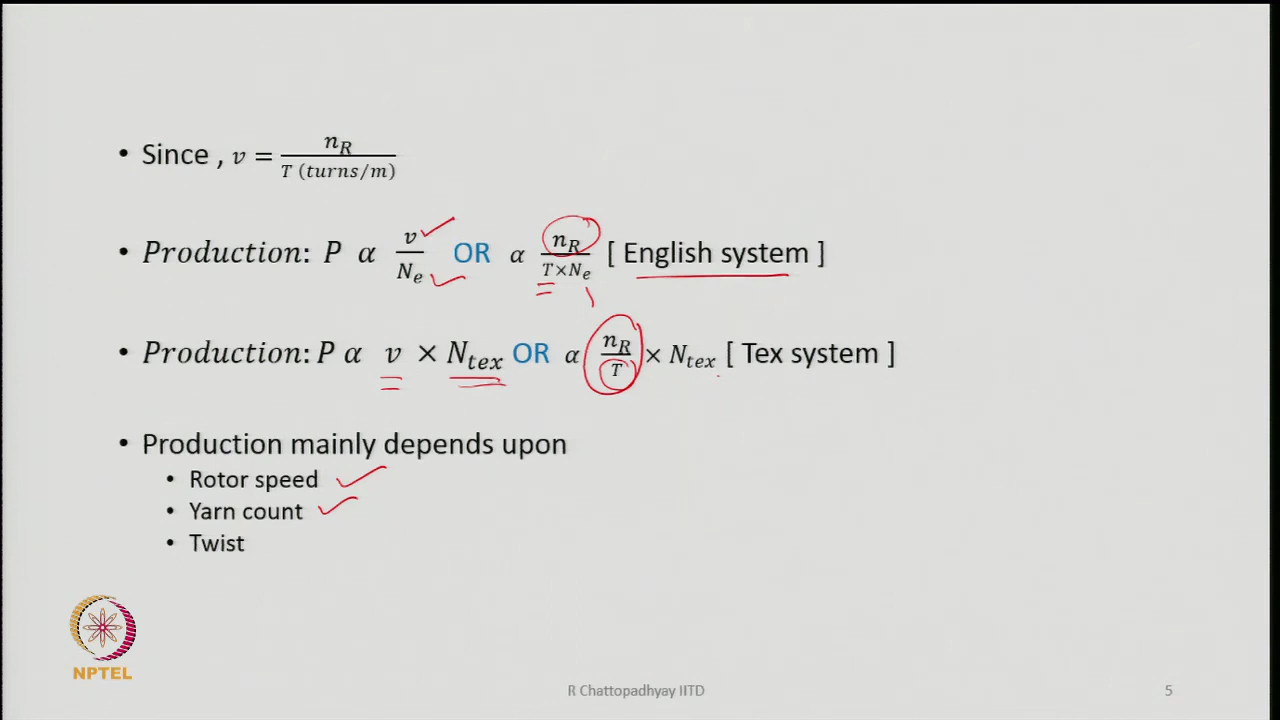 • Since , v = n_R / T (turns/m)
• Production: P α v / N_e OR α n_R / T×N_e [ English system ]
• Production: P α v × N_tex OR α n_R / T × N_tex [ Tex system ]
• Production mainly depends upon
• Rotor speed
• Yarn count
• Twist
NPTEL
R Chattopadhyay IITD
5